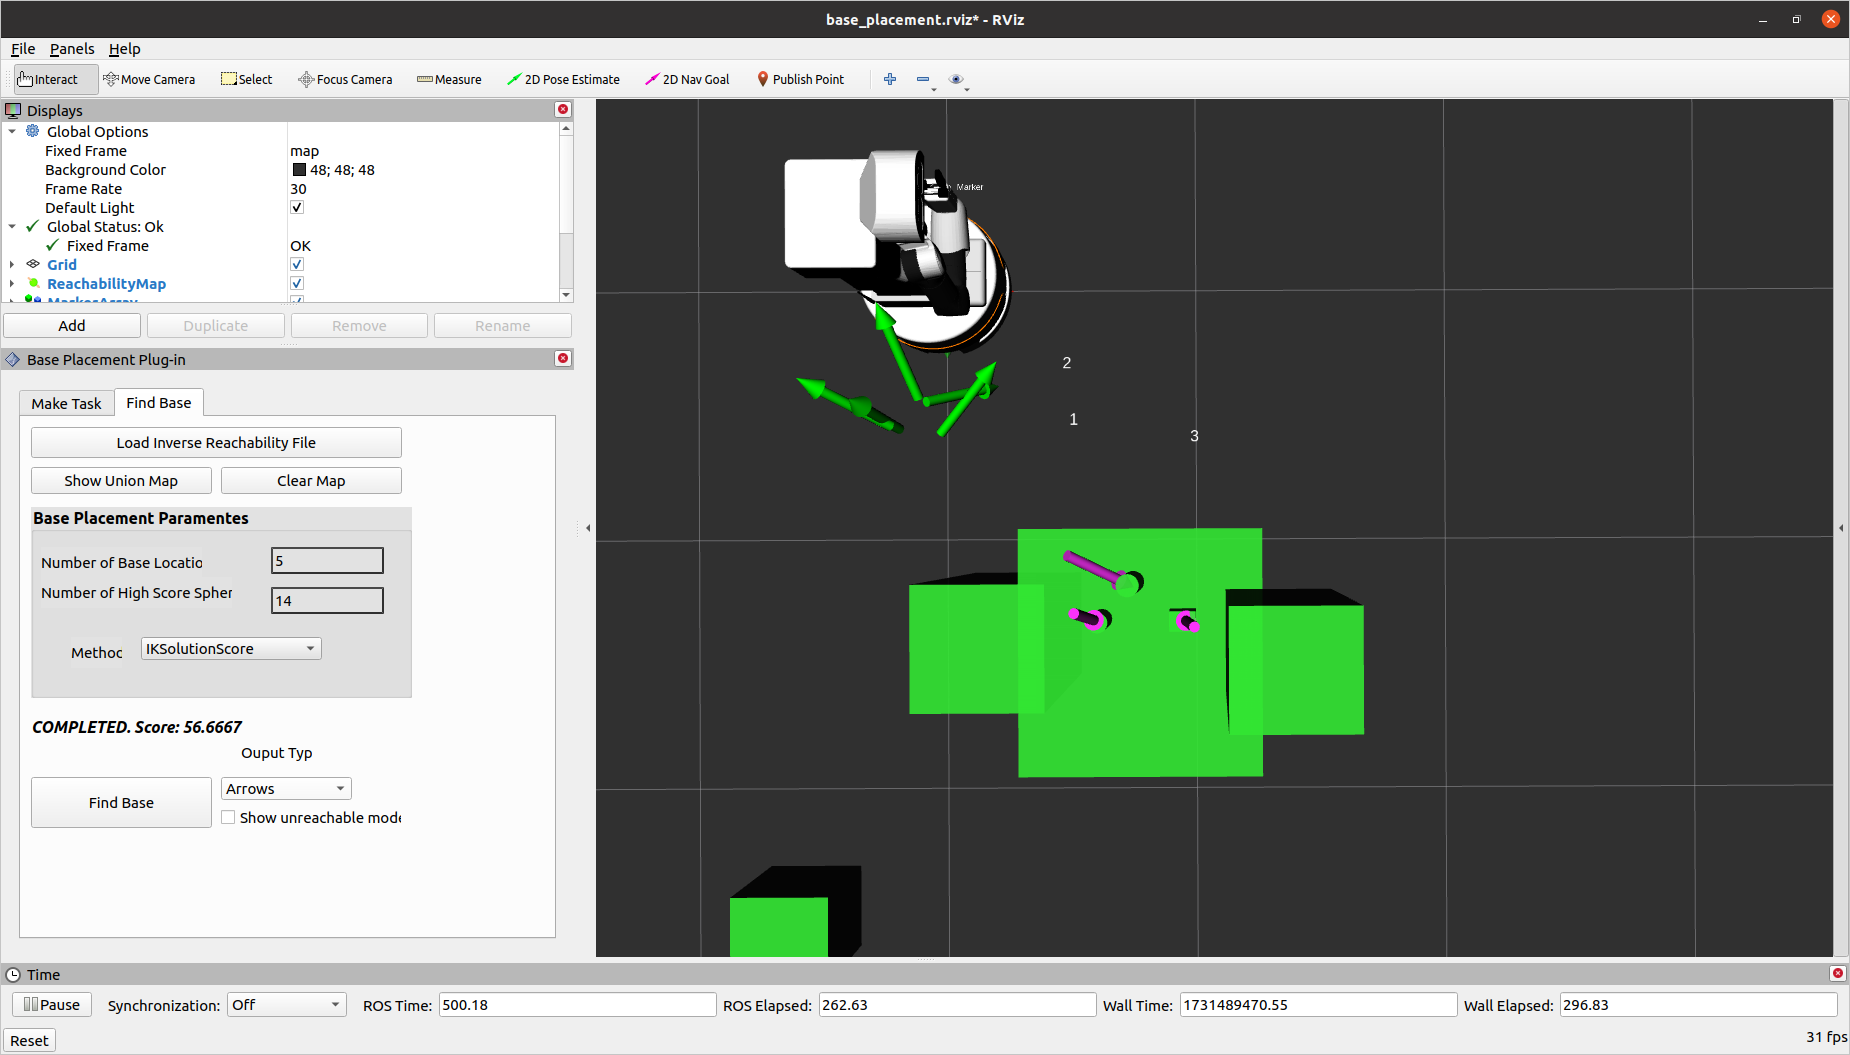 base_placement.rviz* - RViz
File Panels Help
Interact Move Camera Select Focus Camera Measure 2D Pose Estimate 2D Nav Goal Publish Point
Displays
Global Options
Fixed Frame map
Background Color 48; 48; 48
Frame Rate 30
Default Light
Global Status: Ok
Fixed Frame OK
Grid
ReachabilityMap
MarkerArray
Add Duplicate Remove Rename
Base Placement Plug-in
Make Task Find Base
Load Inverse Reachability File
Show Union Map Clear Map
Base Placement Paramentes
Number of Base Locatio 5
Number of High Score Spher 14
Method IKSolutionScore
COMPLETED. Score: 56.6667
Ouput Typ
Find Base Arrows
Show unreachable mode
Marker
2
1
3
Time
Pause Synchronization: Off ROS Time: 500.18 ROS Elapsed: 262.63 Wall Time: 1731489470.55 Wall Elapsed: 296.83
Reset 31 fps